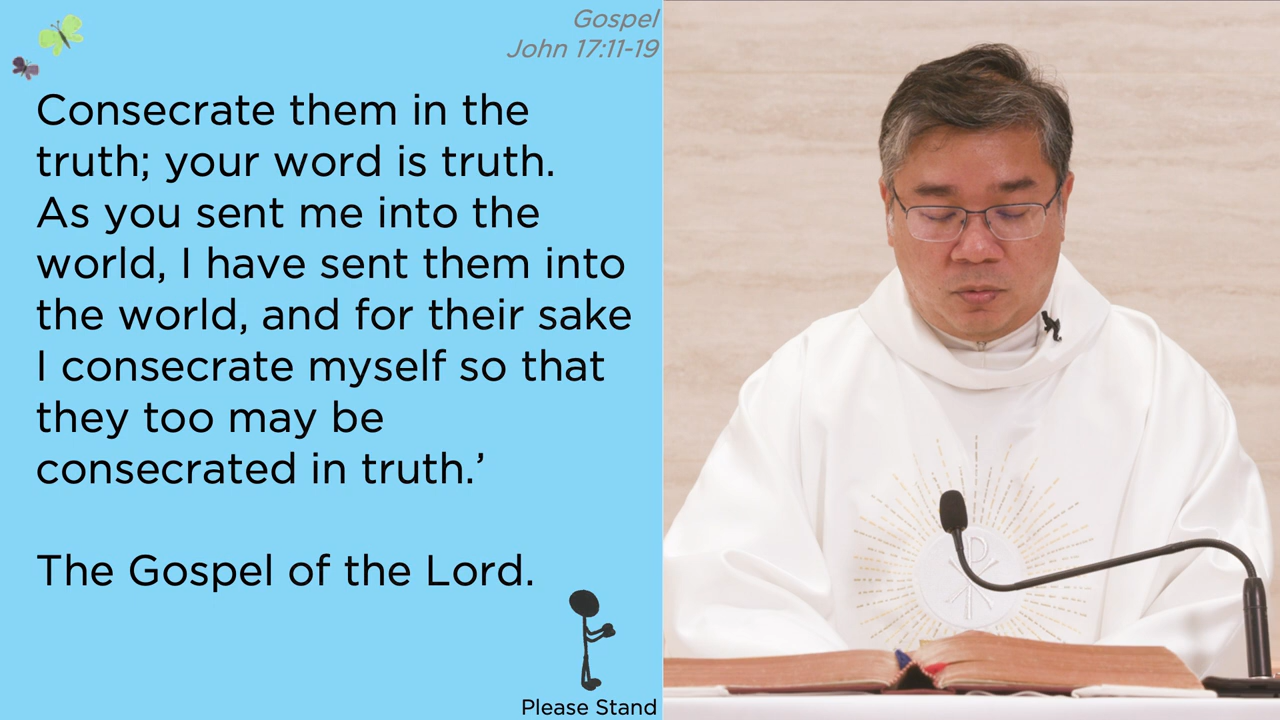 Gospel
John 17:11-19
Consecrate them in the
truth; your word is truth.
As you sent me into the
world, I have sent them into
the world, and for their sake
I consecrate myself so that
they too may be
consecrated in truth.’
The Gospel of the Lord.
Please Stand